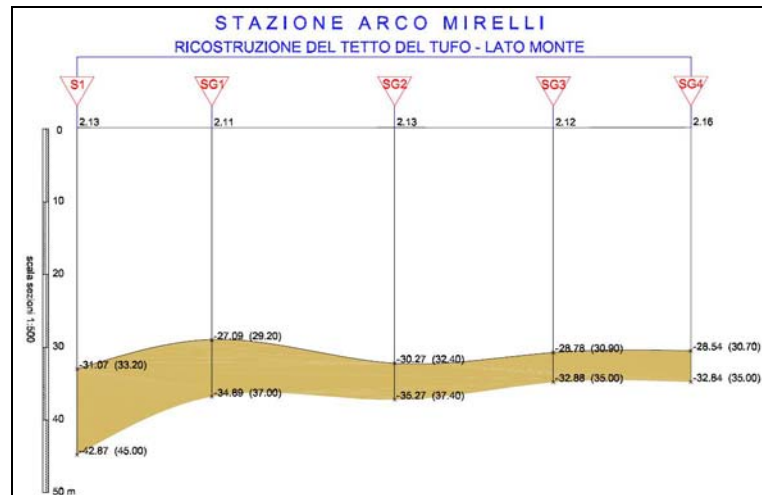 STAZIONE ARCO MIRELLI
RICOSTRUZIONE DEL TETTO DEL TUFO - LATO MONTE
S1 SG1 SG2 SG3 SG4
0 2.13 2.11 2.13 2.12 2.16
10
20
scala sezioni 1:500
30
-27.09 (29.20)
-31.07 (33.20) -30.27 (32.40) -28.78 (30.90) -28.54 (30.70)
-34.89 (37.00) -35.27 (37.40) -32.88 (35.00) -32.84 (35.00)
40
-42.87 (45.00)
50 m